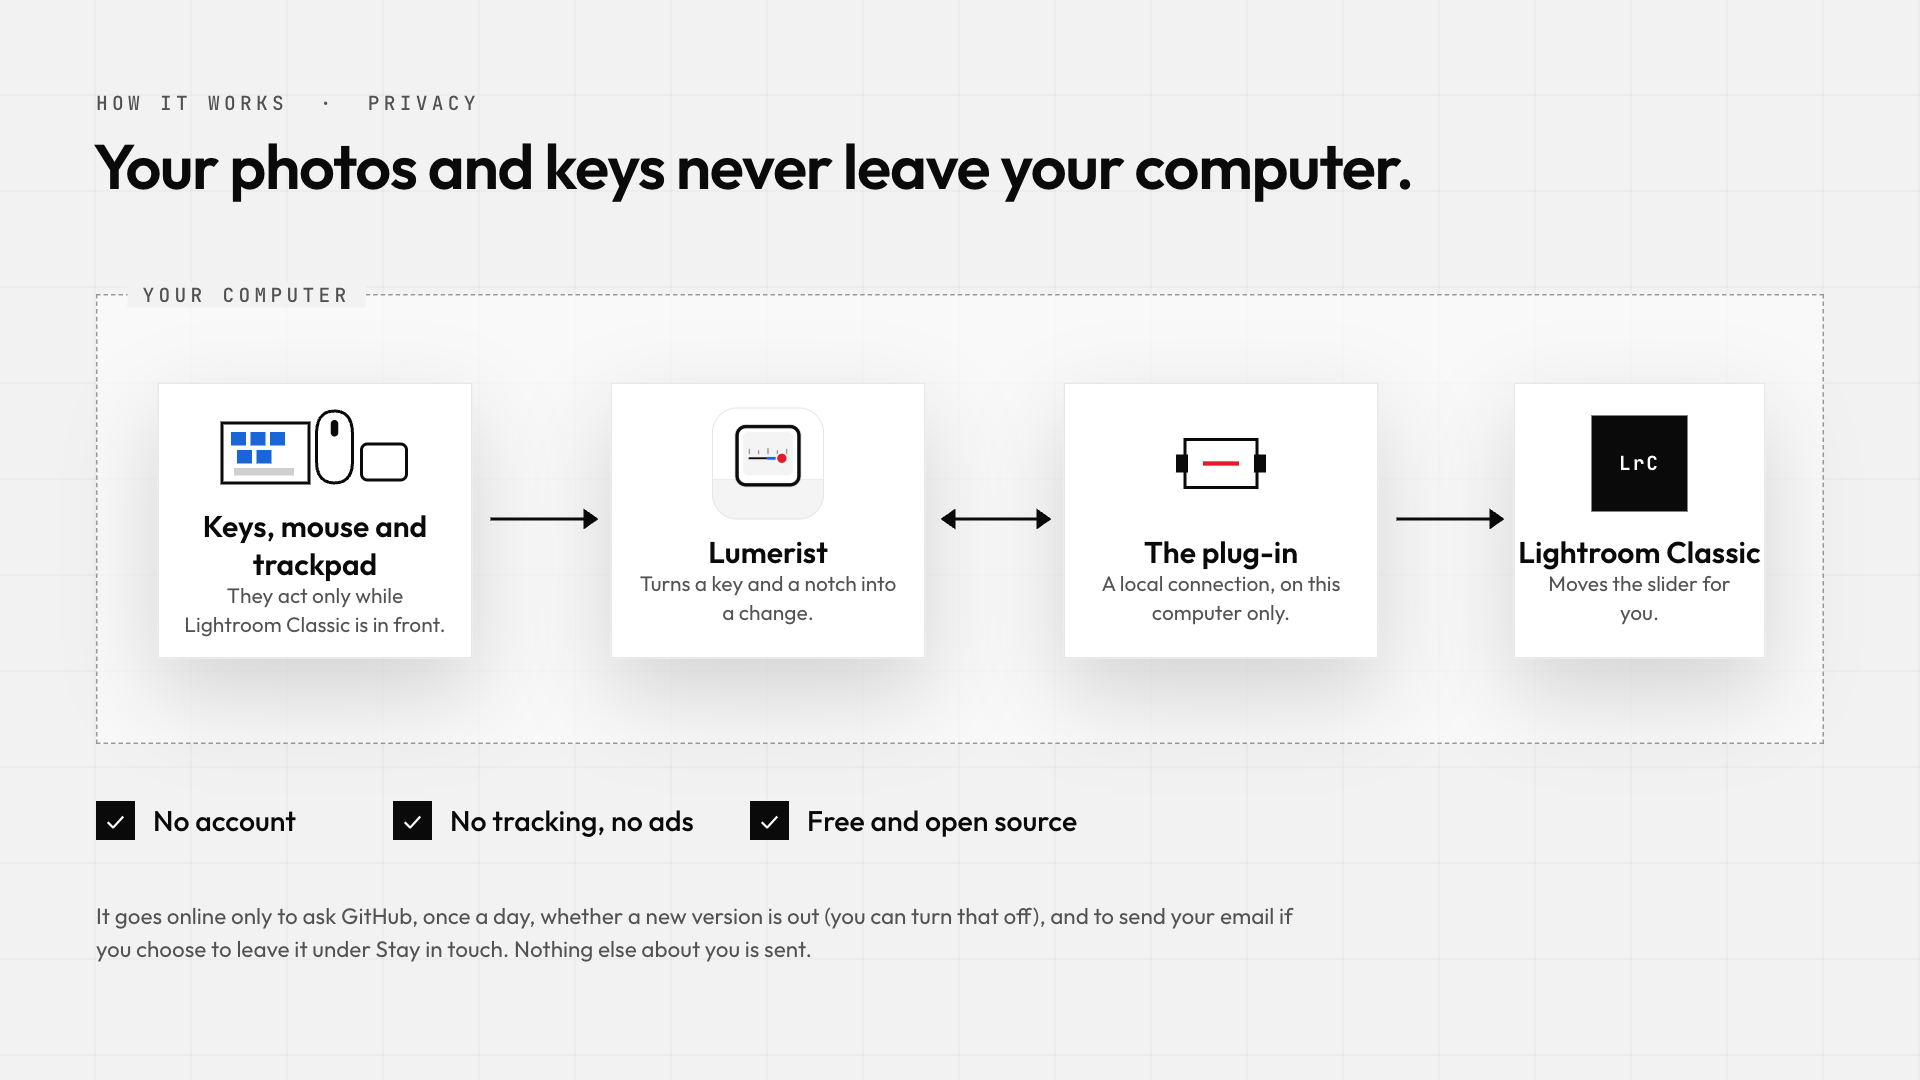 HOW IT WORKS · PRIVACY
Your photos and keys never leave your computer.
YOUR COMPUTER
Keys, mouse and
trackpad
They act only while
Lightroom Classic is in front.
Lumerist
Turns a key and a notch into
a change.
The plug-in
A local connection, on this
computer only.
LrC
Lightroom Classic
Moves the slider for
you.
No account
No tracking, no ads
Free and open source
It goes online only to ask GitHub, once a day, whether a new version is out (you can turn that off), and to send your email if
you choose to leave it under Stay in touch. Nothing else about you is sent.